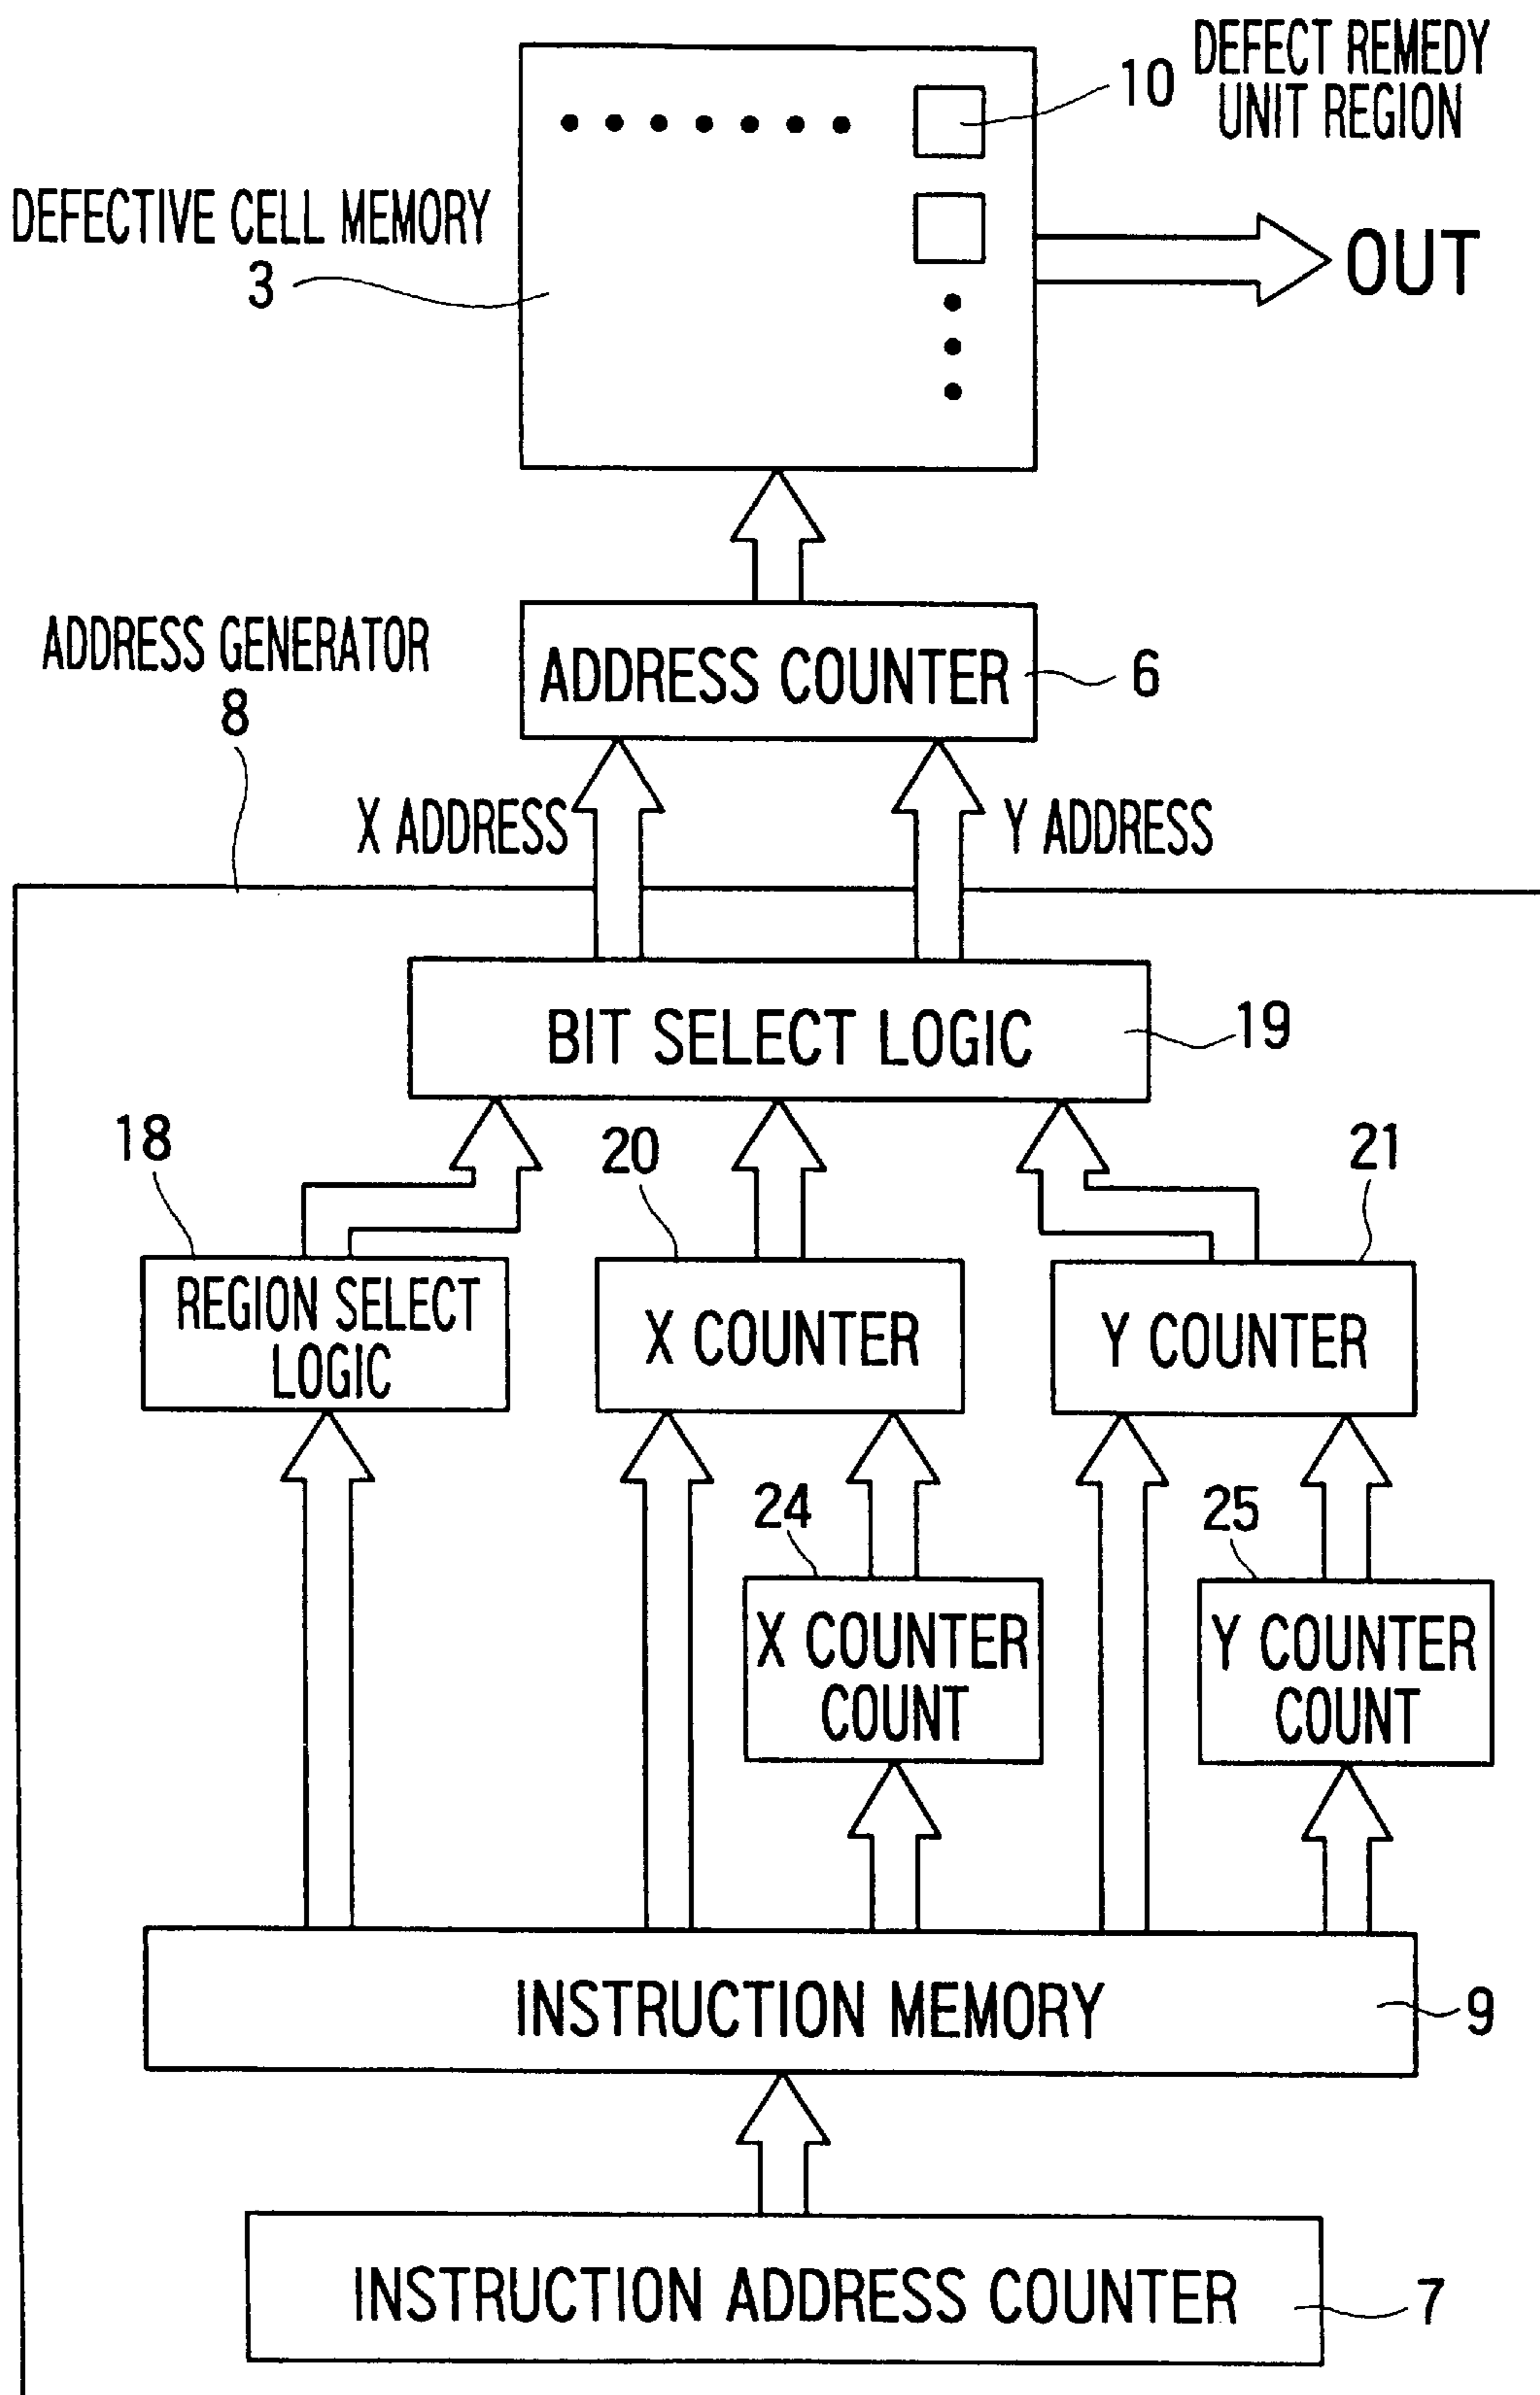 DEFECT REMEDY
10
UNIT REGION
DEFECTIVE CELL MEMORY
3
OUT
ADDRESS GENERATOR
8
ADDRESS COUNTER
6
X ADDRESS
Y ADDRESS
BIT SELECT LOGIC
19
18
20
21
REGION SELECT
LOGIC
X COUNTER
Y COUNTER
24
25
X COUNTER
COUNT
Y COUNTER
COUNT
INSTRUCTION MEMORY
9
INSTRUCTION ADDRESS COUNTER
7